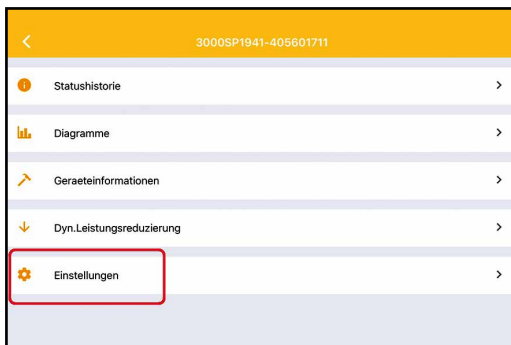 3000SP1941-405601711
Statushistorie
Diagramme
Geraeteinformationen
Dyn.Leistungsreduzierung
Einstellungen